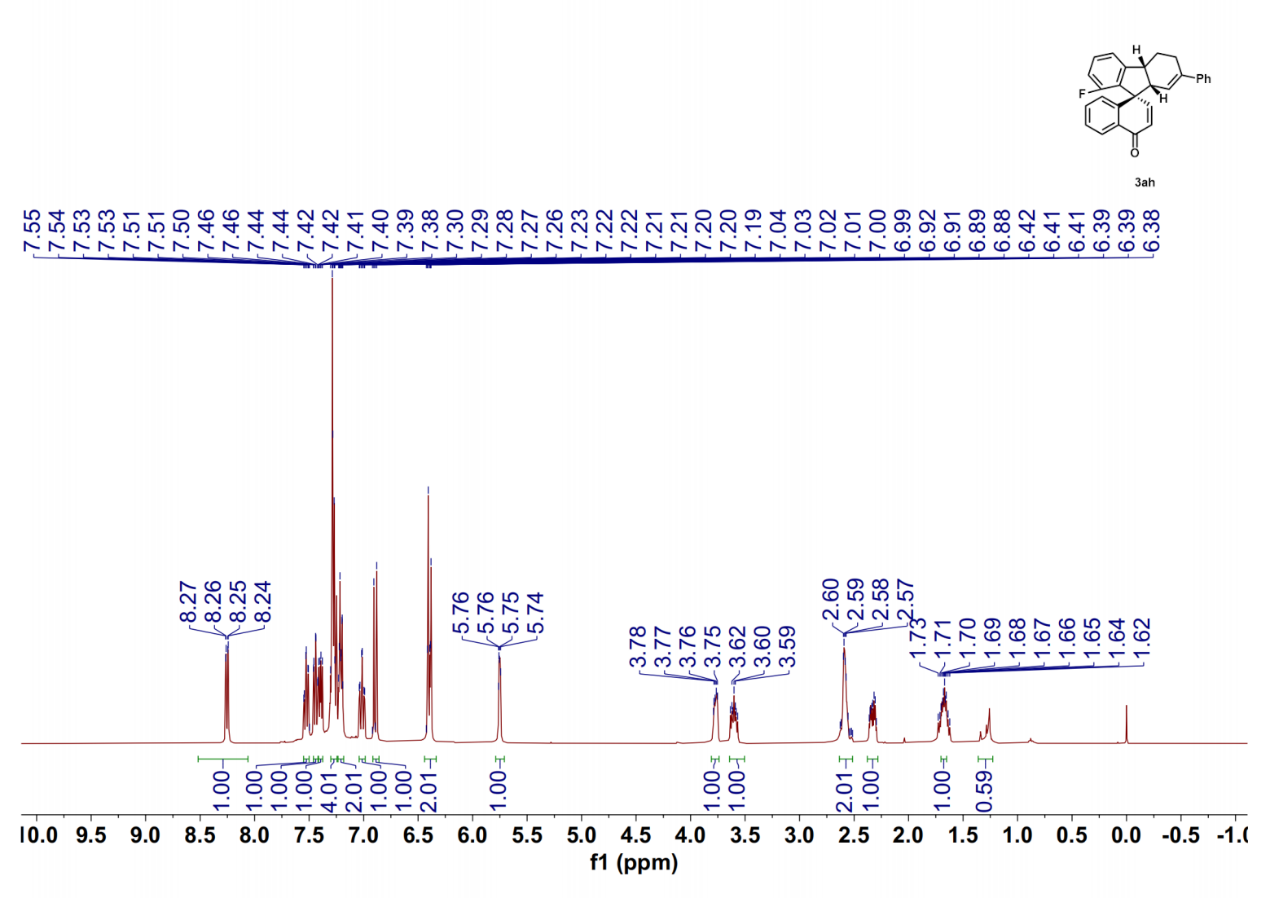 H
Ph
F
H
O
3ah
7.55 7.54 7.53 7.53 7.51 7.51 7.50 7.46 7.46 7.44 7.44 7.42 7.42 7.41 7.40 7.39 7.38 7.30 7.29 7.28 7.27 7.26 7.23 7.22 7.22 7.21 7.21 7.20 7.20 7.19 7.04 7.03 7.02 7.01 7.00 6.99 6.92 6.91 6.89 6.88 6.42 6.41 6.41 6.39 6.39 6.38
8.27 8.26 8.25 8.24
5.76 5.76 5.75 5.74
3.78 3.77 3.76 3.75 3.62 3.60 3.59
2.60 2.59 2.58 2.57
1.73 1.71 1.70 1.69 1.68 1.67 1.66 1.65 1.64 1.62
1.00 1.00 1.00 1.00 4.01 2.01 1.00 1.00 2.01 1.00 1.00 1.00 2.01 1.00 1.00 0.59
10.0 9.5 9.0 8.5 8.0 7.5 7.0 6.5 6.0 5.5 5.0 4.5 4.0 3.5 3.0 2.5 2.0 1.5 1.0 0.5 0.0 -0.5 -1.0
f1 (ppm)